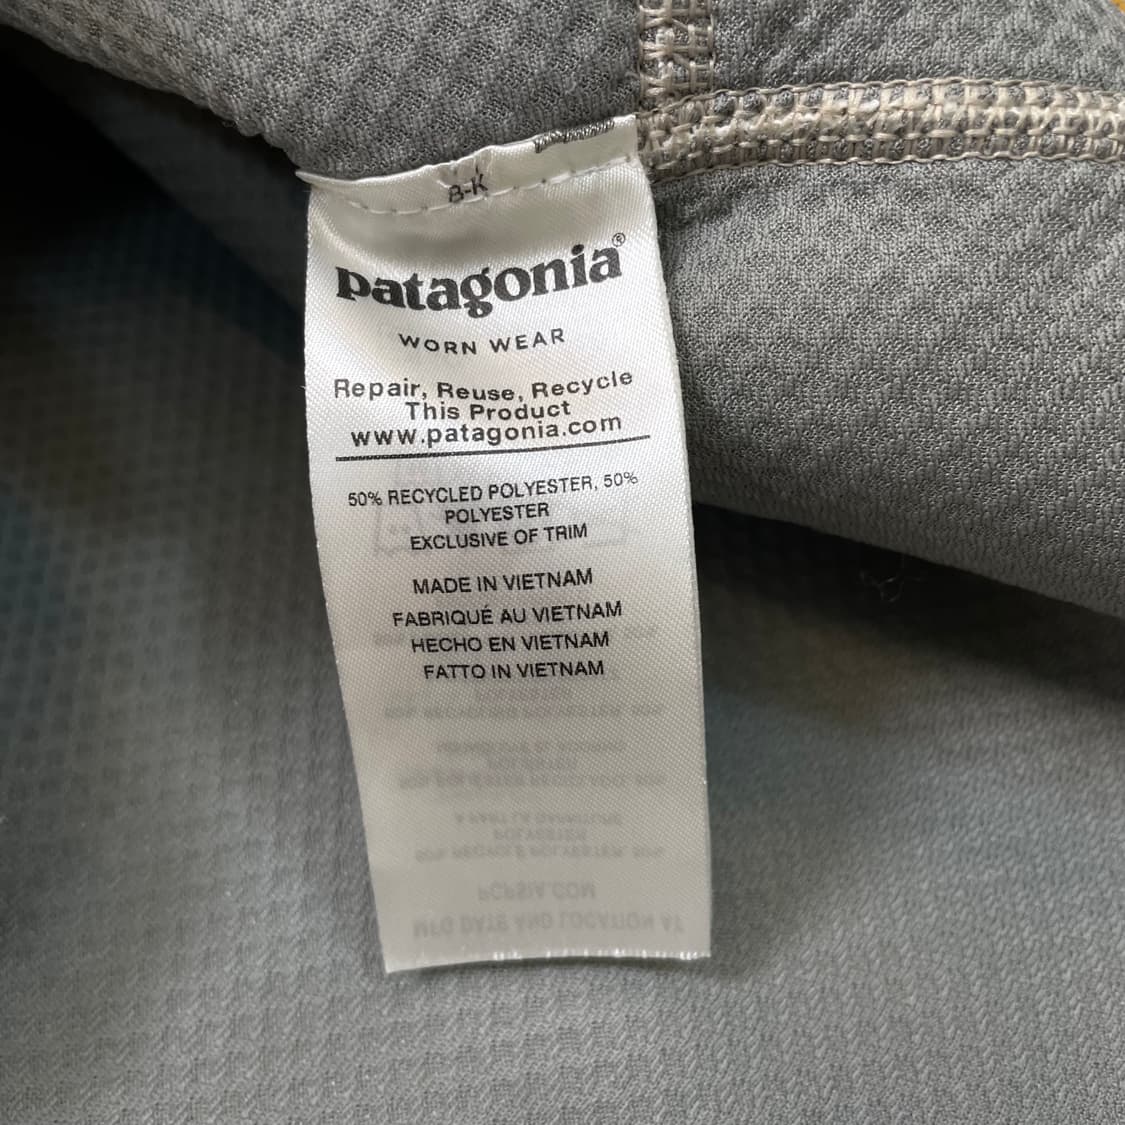 B-K
patagonia®
WORN WEAR
Repair, Reuse, Recycle
This Product
www.patagonia.com
50% RECYCLED POLYESTER, 50%
POLYESTER
EXCLUSIVE OF TRIM
MADE IN VIETNAM
FABRIQUÉ AU VIETNAM
HECHO EN VIETNAM
FATTO IN VIETNAM